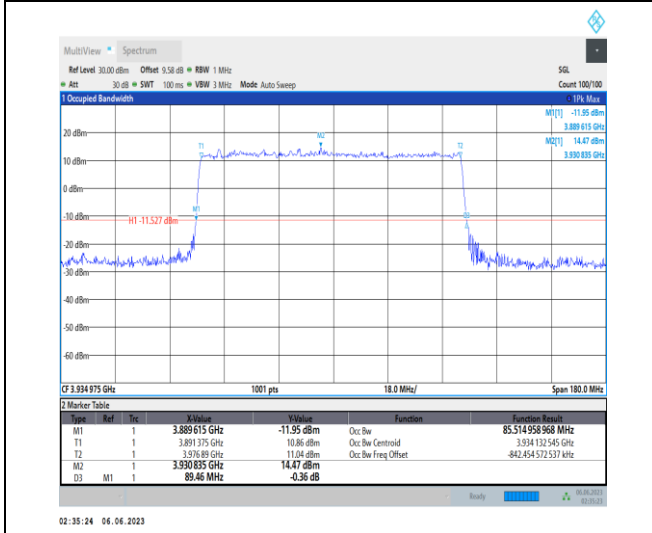 MultiView Spectrum
Ref Level 30.00 dBm Offset 9.58 dB RBW 1 MHz SGL
Att 30 dB SWT 100 ms VBW 3 MHz Mode Auto Sweep Count 100/100
1 Occupied Bandwidth 1Pk Max
M1[1] -11.95 dBm
3.889 615 GHz
M2[1] 14.47 dBm
3.930 835 GHz
20 dBm
M2
T1 T2
10 dBm
0 dBm
-10 dBm
M1
H1 -11.527 dBm
-20 dBm
-30 dBm
-40 dBm
-50 dBm
-60 dBm
CF 3.934 975 GHz 1001 pts 18.0 MHz/ Span 180.0 MHz
2 Marker Table
Type Ref Trc X-Value Y-Value Function Function Result
M1 1 3.889 615 GHz -11.95 dBm Occ Bw 85.514 958 968 MHz
T1 1 3.891 375 GHz 10.86 dBm Occ Bw Centroid 3.934 132 545 GHz
T2 1 3.976 89 GHz 11.04 dBm Occ Bw Freq Offset -842.454 572 537 kHz
M2 1 3.930 835 GHz 14.47 dBm
D3 M1 1 89.46 MHz -0.36 dB
Ready 06.06.2023
02:35:23
02:35:24 06.06.2023